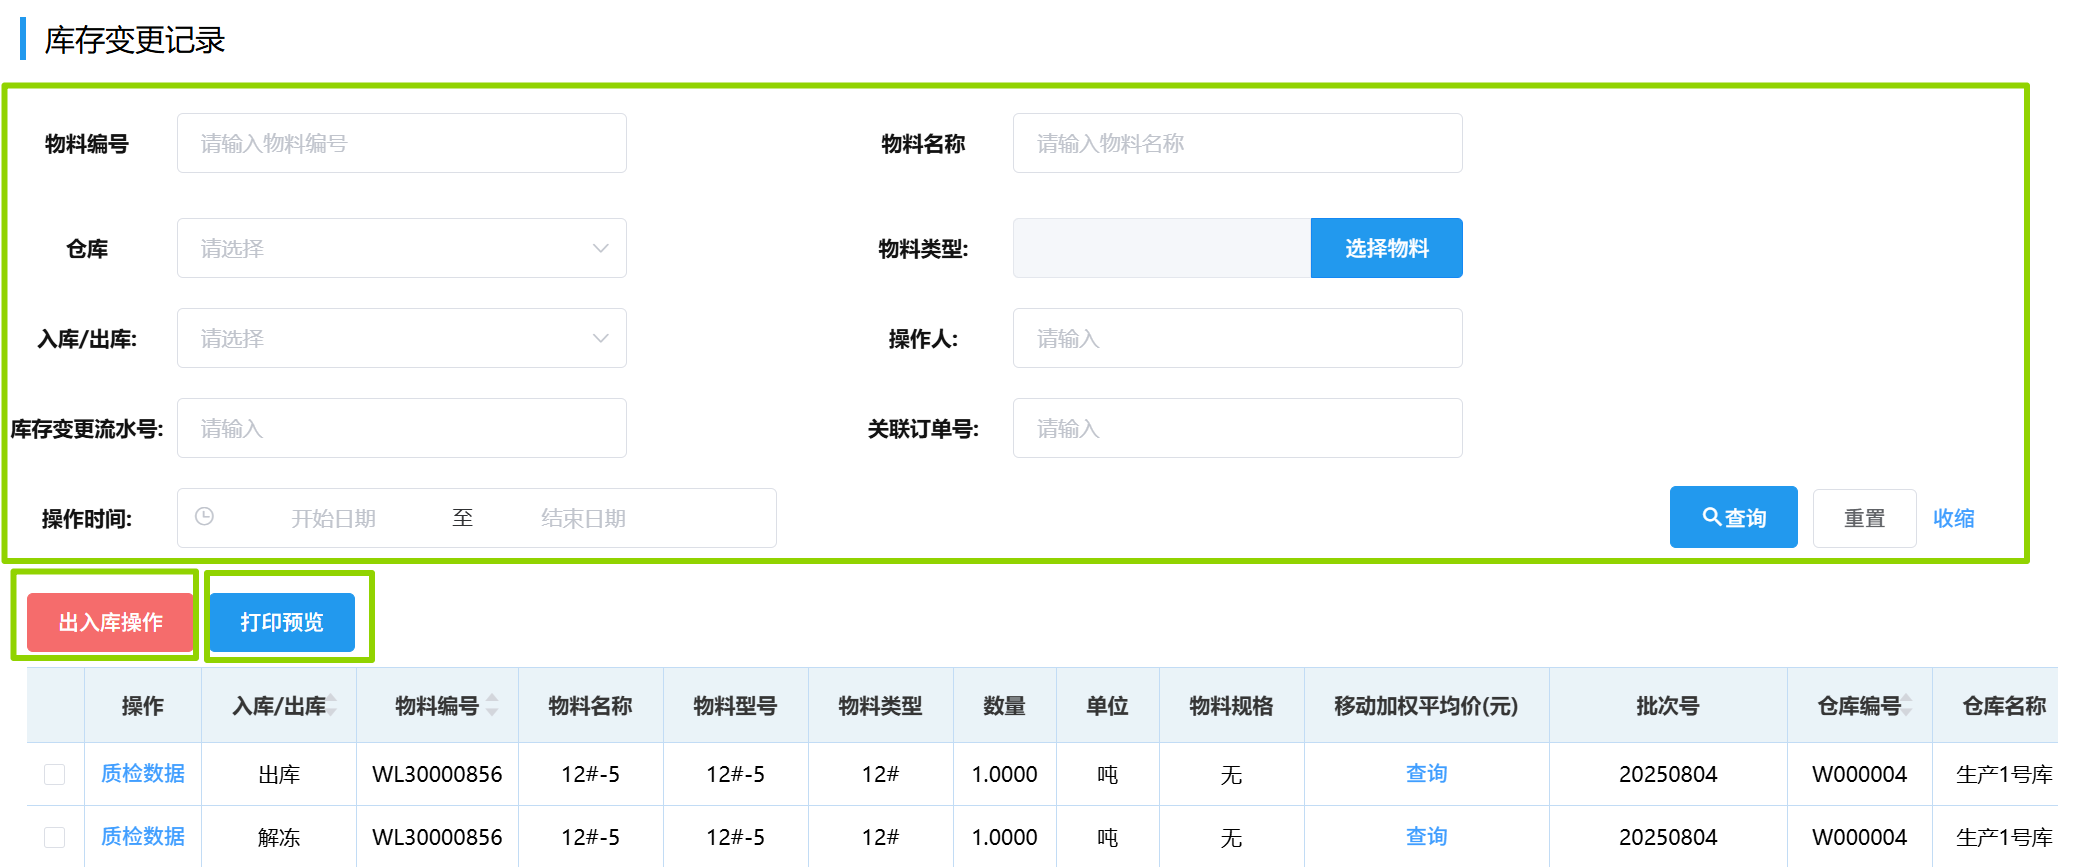 库存变更记录
物料编号 请输入物料编号 物料名称 请输入物料名称
仓库 请选择 物料类型: 选择物料
入库/出库: 请选择 操作人: 请输入
库存变更流水号: 请输入 关联订单号: 请输入
操作时间: 开始日期 至 结束日期 查询 重置 收缩
出入库操作 打印预览
操作 入库/出库 物料编号 物料名称 物料型号 物料类型 数量 单位 物料规格 移动加权平均价(元) 批次号 仓库编号 仓库名称
质检数据 出库 WL30000856 12#-5 12#-5 12# 1.0000 吨 无 查询 20250804 W000004 生产1号库
质检数据 解冻 WL30000856 12#-5 12#-5 12# 1.0000 吨 无 查询 20250804 W000004 生产1号库